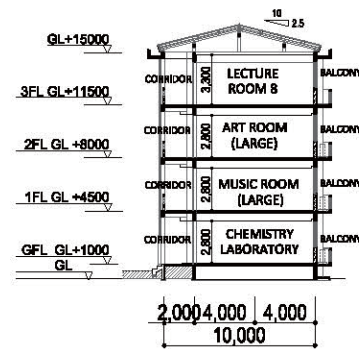 10
2.5
GL+15000
CORRIDOR
3,300
LECTURE
ROOM 8
BALCONY
3FL GL+11500
CORRIDOR
2,800
ART ROOM
(LARGE)
BALCONY
2FL GL+8000
CORRIDOR
2,800
MUSIC ROOM
(LARGE)
BALCONY
1FL GL +4500
CORRIDOR
2,800
CHEMISTRY
LABORATORY
BALCONY
GFL GL+1000
GL
2,000
4,000
4,000
10,000